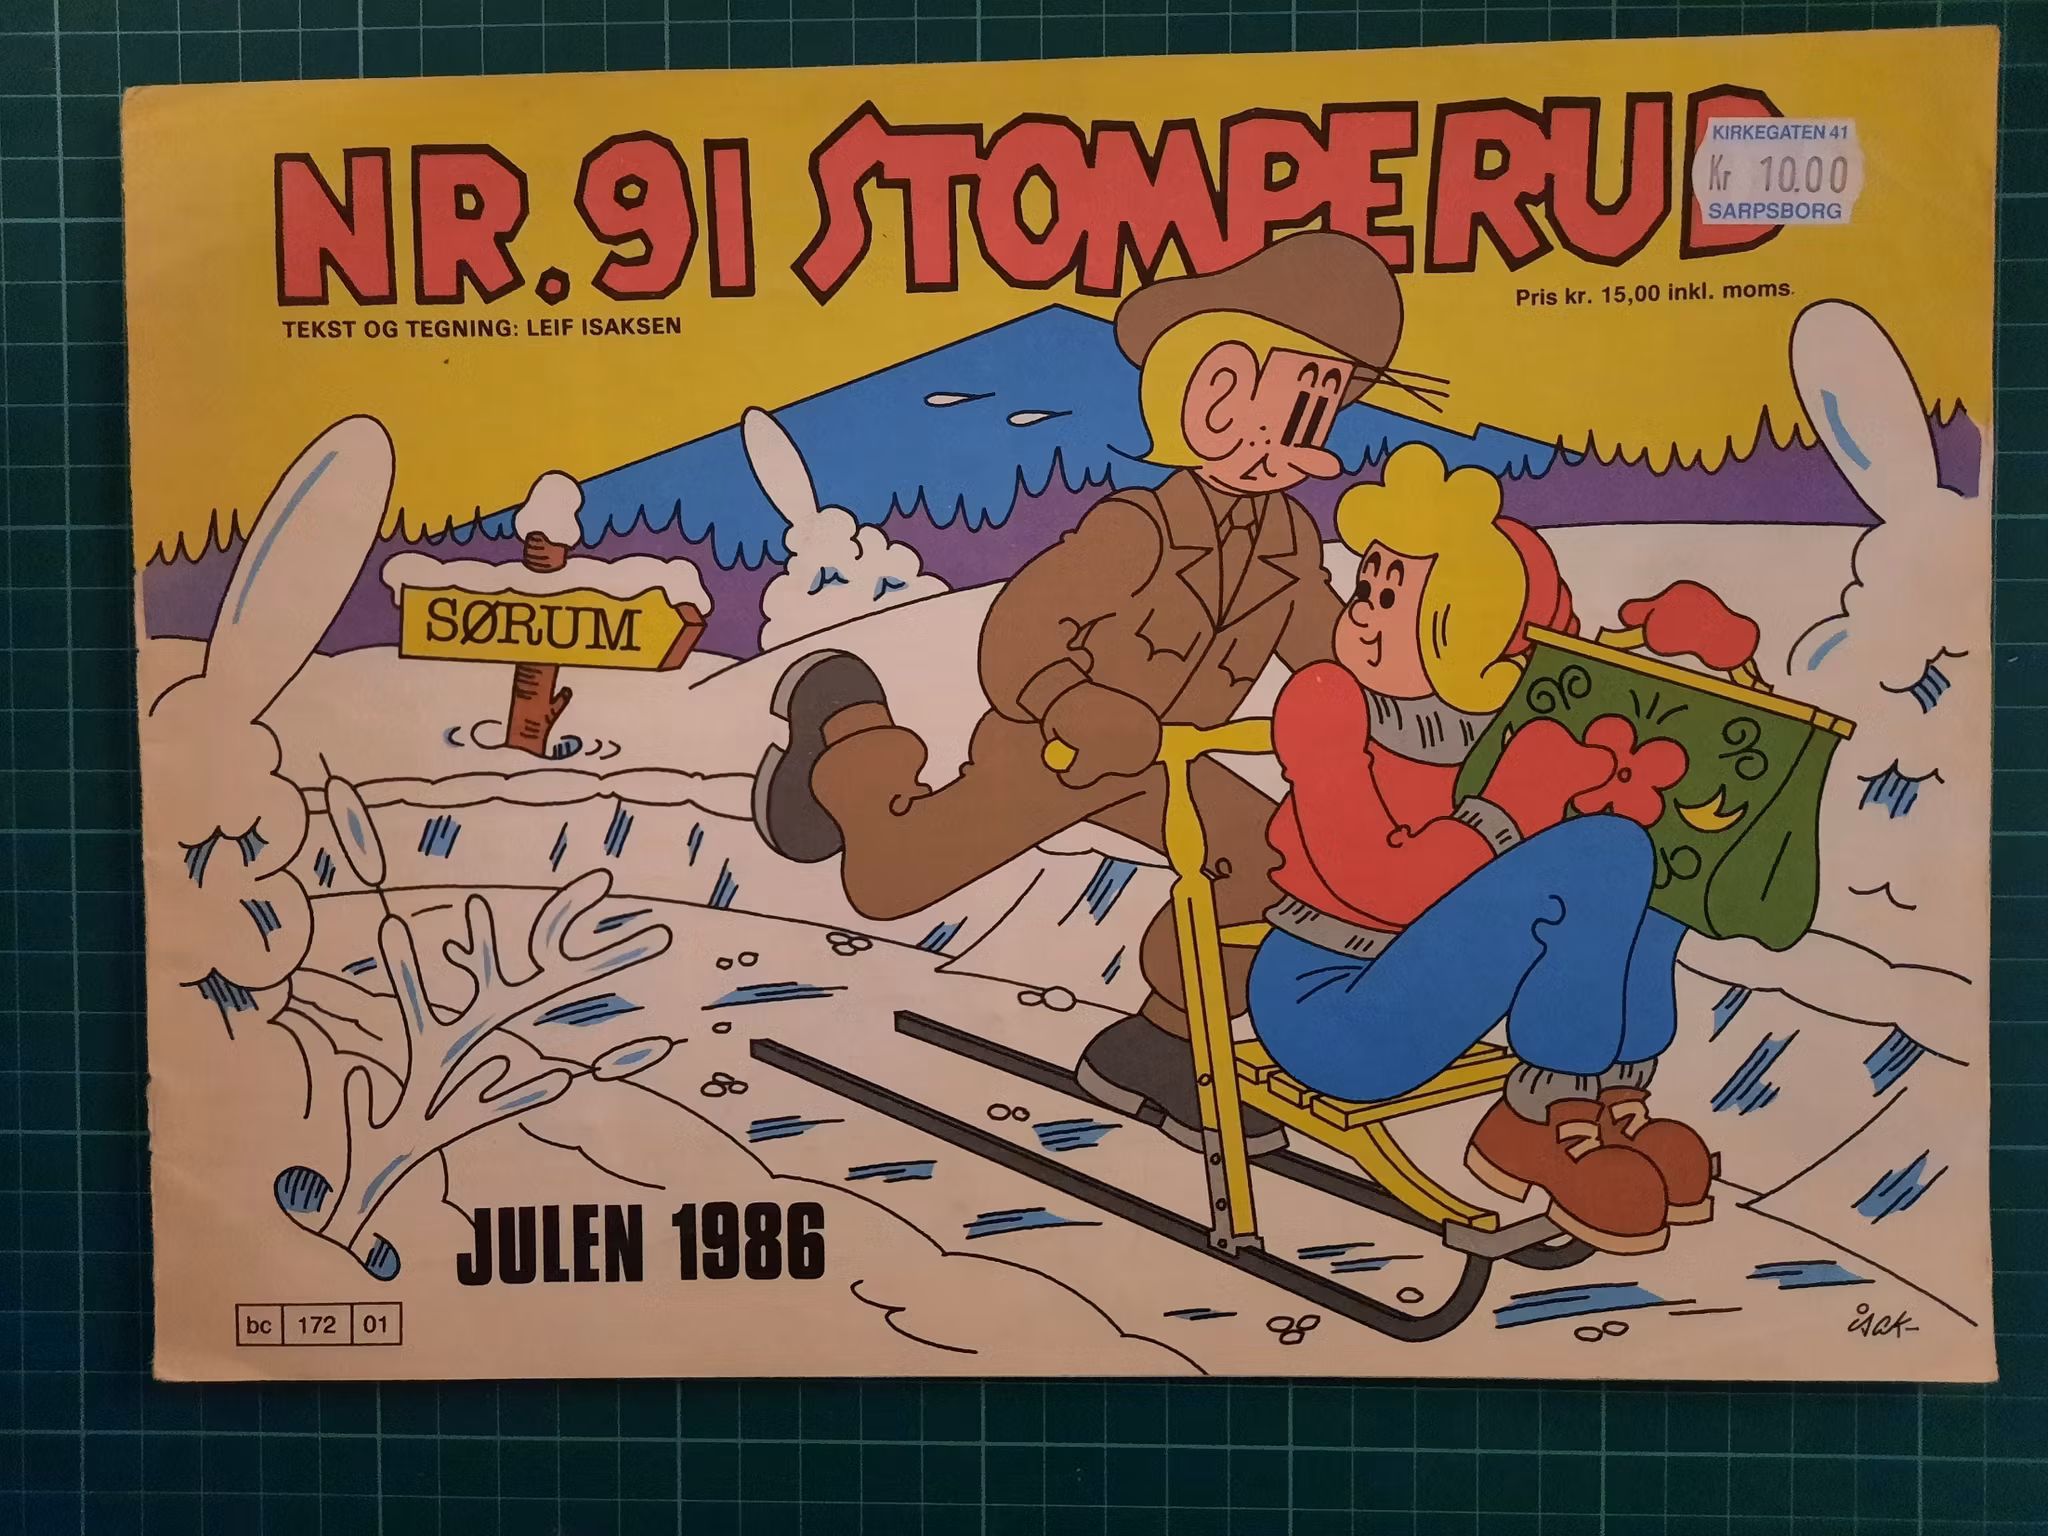 NR. 91 STOMPERUD
KIRKEGATEN 41
Kr 10.00
SARPSBORG
TEKST OG TEGNING: LEIF ISAKSEN
Pris kr. 15,00 inkl. moms.
SØRUM
JULEN 1986
bc 172 01
isak-